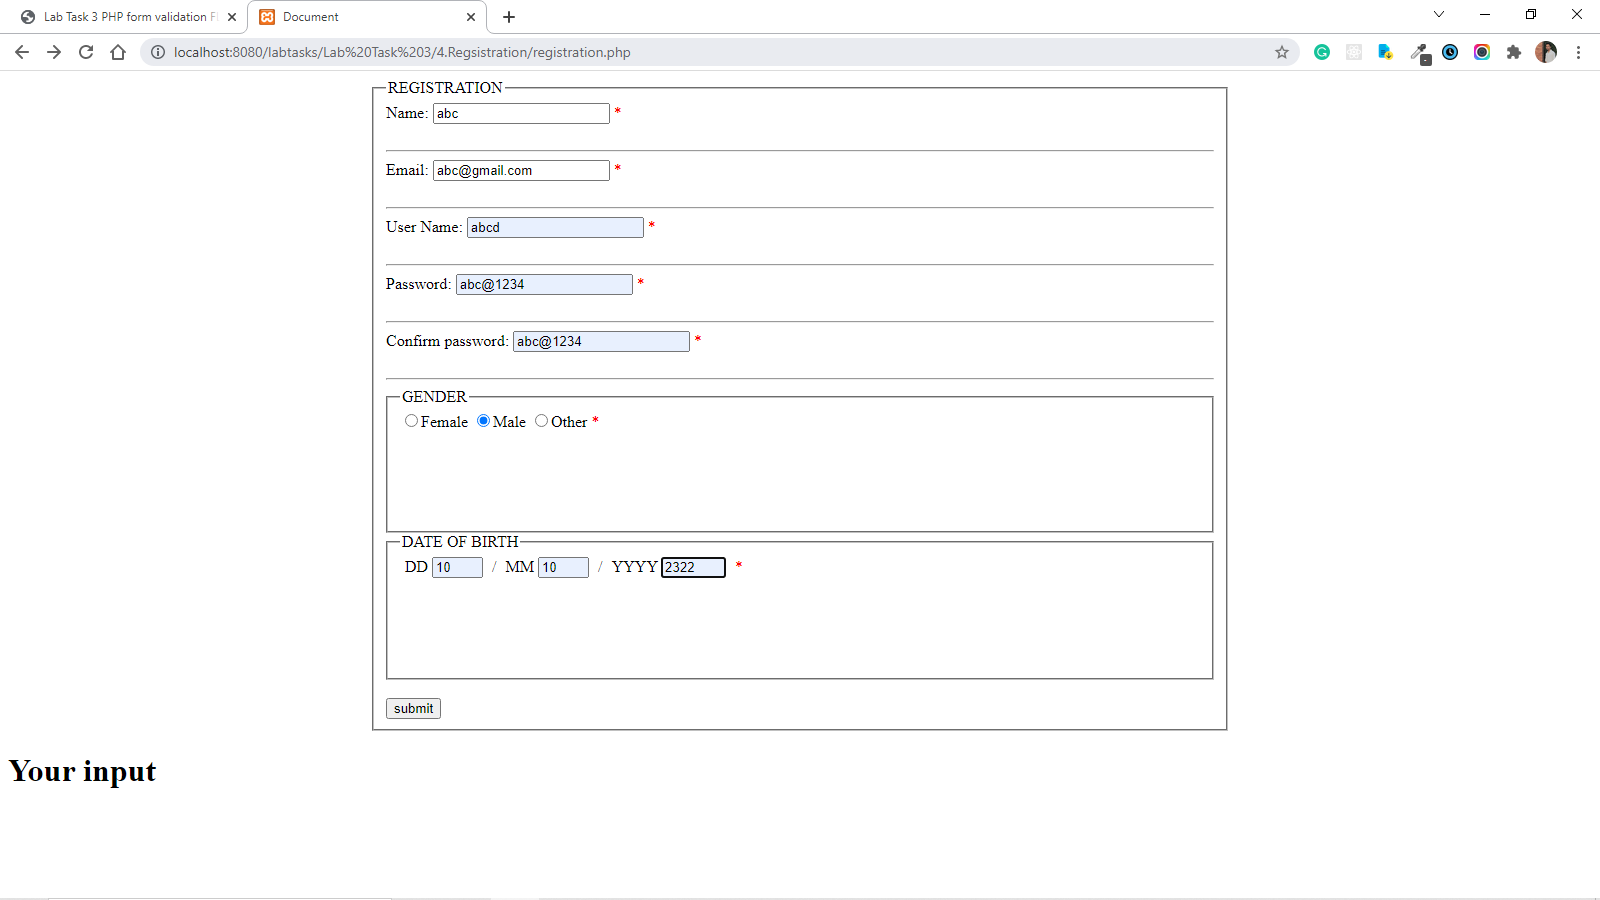 Lab Task 3 PHP form validation
Document
localhost:8080/labtasks/Lab%20Task%203/4.Regsistration/registration.php
REGISTRATION
Name: abc *
Email: abc@gmail.com *
User Name: abcd *
Password: abc@1234 *
Confirm password: abc@1234 *
GENDER
Female Male Other *
DATE OF BIRTH
DD 10 / MM 10 / YYYY 2322 *
submit
Your input